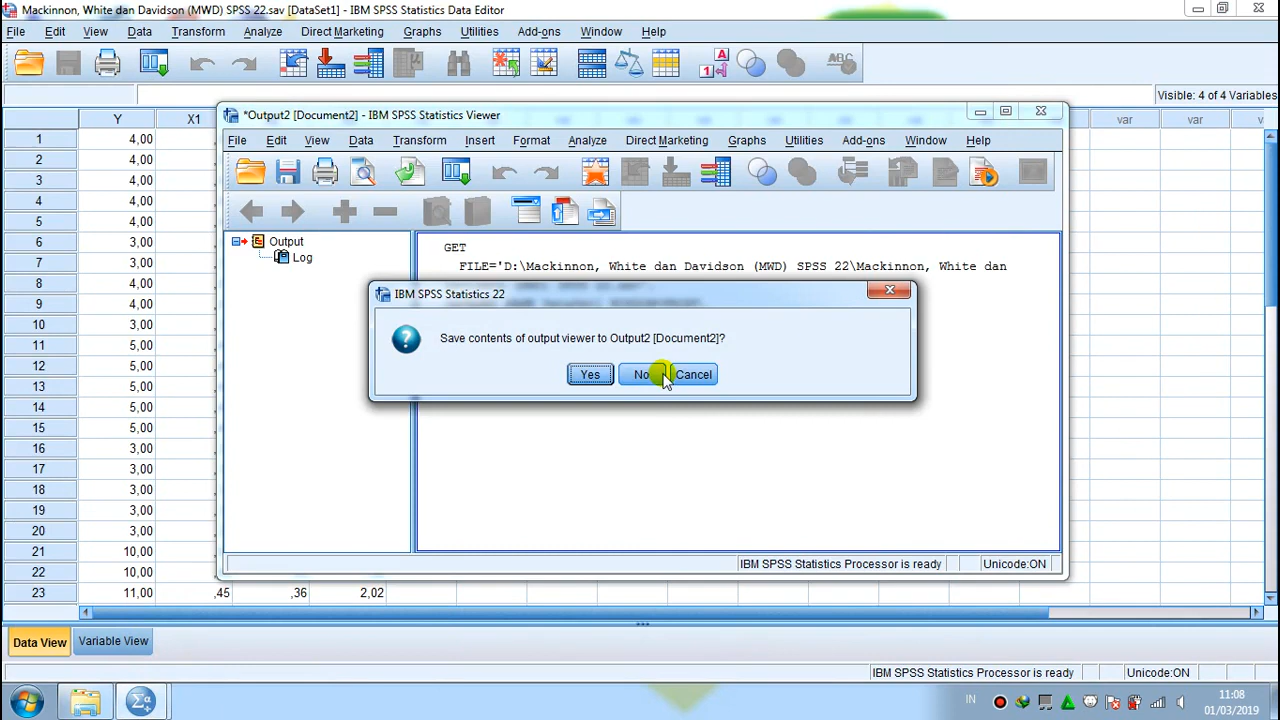 Mackinnon, White dan Davidson (MWD) SPSS 22.sav [DataSet1] - IBM SPSS Statistics Data Editor
File Edit View Data Transform Analyze Direct Marketing Graphs Utilities Add-ons Window Help
Visible: 4 of 4 Variables
Y X1 var var v
*Output2 [Document2] - IBM SPSS Statistics Viewer
File Edit View Data Transform Insert Format Analyze Direct Marketing Graphs Utilities Add-ons Window Help
Output
Log
GET
FILE='D:\Mackinnon, White dan Davidson (MWD) SPSS 22\Mackinnon, White dan
IBM SPSS Statistics 22
Save contents of output viewer to Output2 [Document2]?
Yes No Cancel
IBM SPSS Statistics Processor is ready Unicode:ON
1 4,00
2 4,00
3 4,00
4 4,00
5 4,00
6 3,00
7 3,00
8 4,00
9 4,00
10 3,00
11 5,00
12 5,00
13 5,00
14 5,00
15 5,00
16 3,00
17 3,00
18 3,00
19 3,00
20 3,00
21 10,00
22 10,00
23 11,00 ,45 ,36 2,02
Data View Variable View
IBM SPSS Statistics Processor is ready Unicode:ON
IN
11:08
01/03/2019